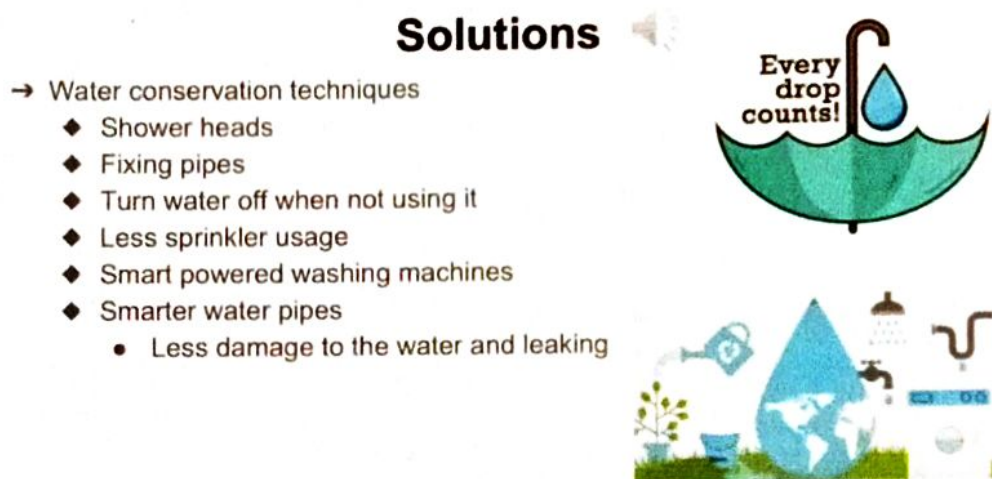 Solutions
→ Water conservation techniques
◆ Shower heads
◆ Fixing pipes
◆ Turn water off when not using it
◆ Less sprinkler usage
◆ Smart powered washing machines
◆ Smarter water pipes
● Less damage to the water and leaking
Every
drop
counts!